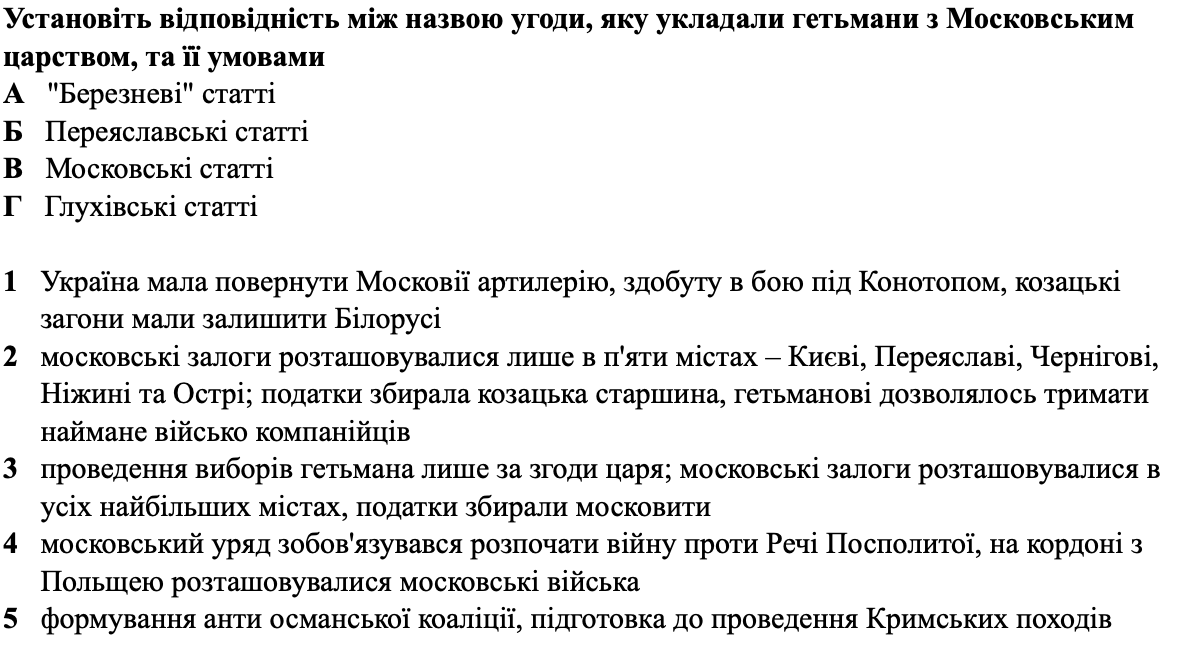 Установіть відповідність між назвою угоди, яку укладали гетьмани з Московським
царством, та її умовами
А "Березневі" статті
Б Переяславські статті
В Московські статті
Г Глухівські статті
1 Україна мала повернути Московії артилерію, здобуту в бою під Конотопом, козацькі
загони мали залишити Білорусі
2 московські залоги розташовувалися лише в п'яти містах – Києві, Переяславі, Чернігові,
Ніжині та Острі; податки збирала козацька старшина, гетьманові дозволялось тримати
наймане військо компанійців
3 проведення виборів гетьмана лише за згоди царя; московські залоги розташовувалися в
усіх найбільших містах, податки збирали московити
4 московський уряд зобов'язувався розпочати війну проти Речі Посполитої, на кордоні з
Польщею розташовувалися московські війська
5 формування анти османської коаліції, підготовка до проведення Кримських походів